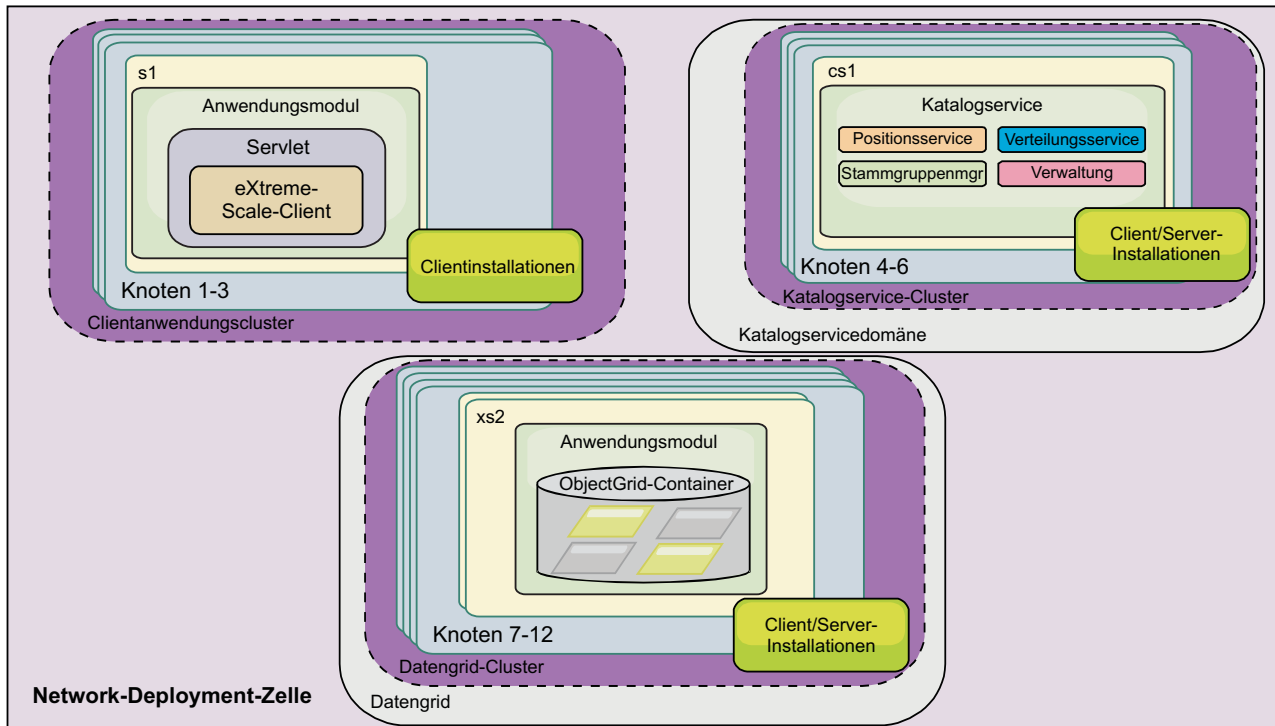 s1
Anwendungsmodul
Servlet
eXtreme-
Scale-Client
Clientinstallationen
Knoten 1-3
Clientanwendungscluster
cs1
Katalogservice
Positionsservice
Verteilungsservice
Stammgruppenmgr
Verwaltung
Client/Server-
Installationen
Knoten 4-6
Katalogservice-Cluster
Katalogservicedomäne
xs2
Anwendungsmodul
ObjectGrid-Container
Client/Server-
Installationen
Knoten 7-12
Datengrid-Cluster
Datengrid
Network-Deployment-Zelle